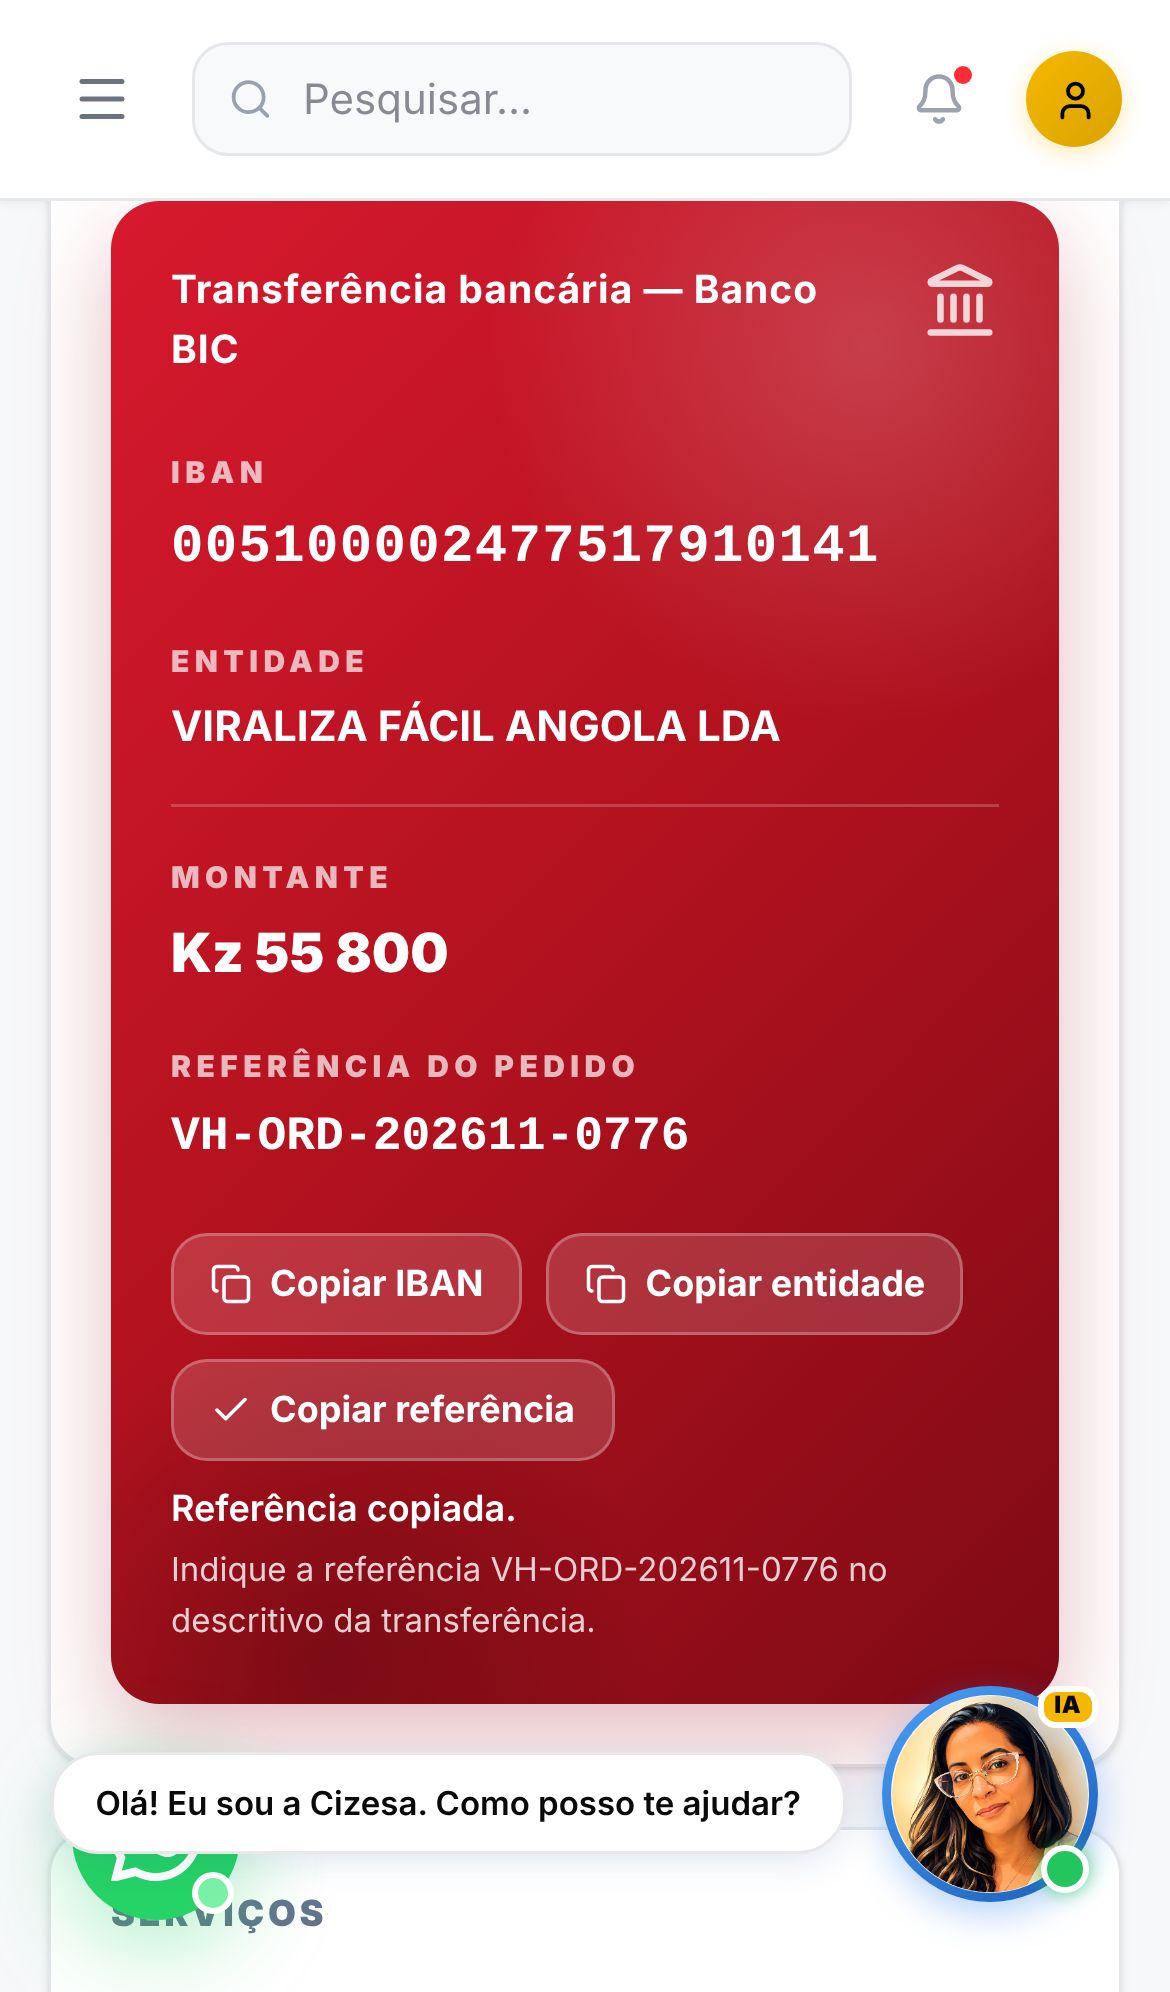 Pesquisar...
Transferência bancária — Banco
BIC
IBAN
005100002477517910141
ENTIDADE
VIRALIZA FÁCIL ANGOLA LDA
MONTANTE
Kz 55 800
REFERÊNCIA DO PEDIDO
VH-ORD-202611-0776
Copiar IBAN
Copiar entidade
Copiar referência
Referência copiada.
Indique a referência VH-ORD-202611-0776 no
descritivo da transferência.
IA
Olá! Eu sou a Cizesa. Como posso te ajudar?
serviços